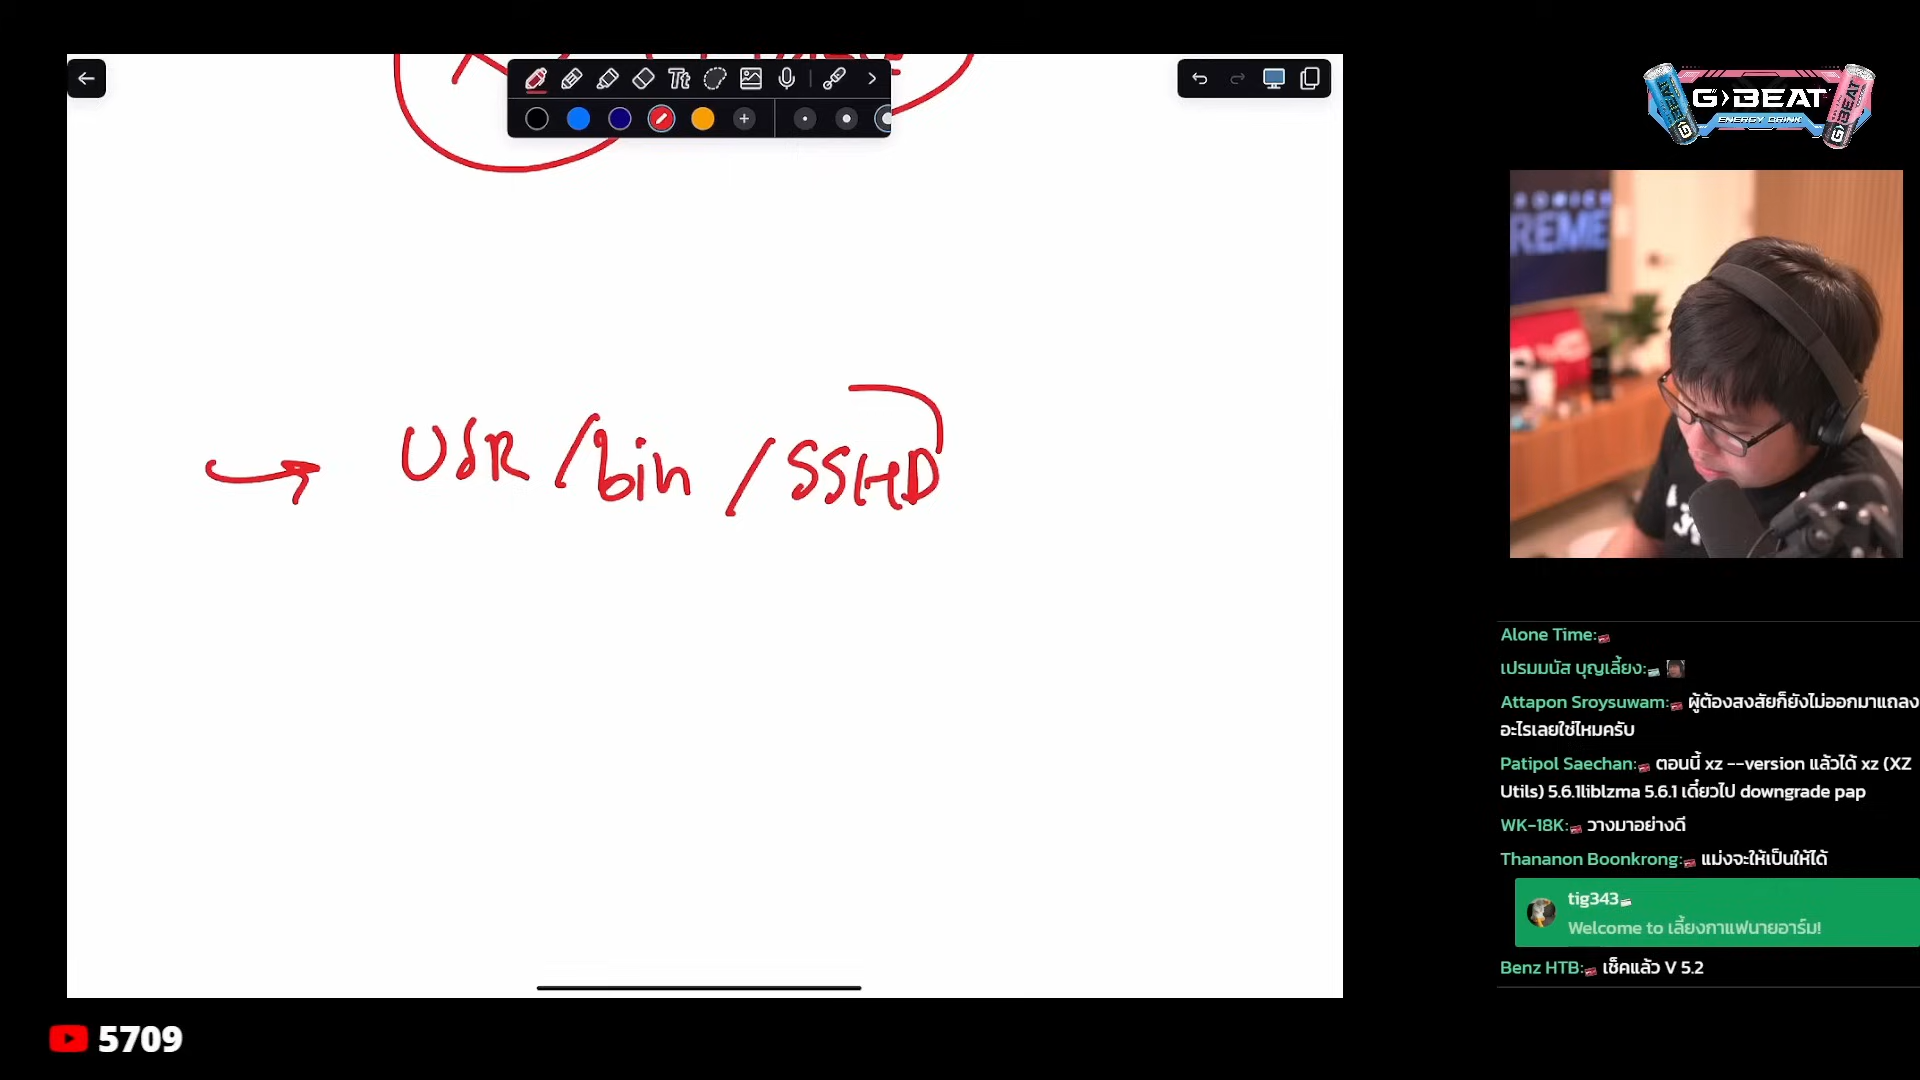 Tt
G>BEAT
ENERGY DRINK
REME
USR/bin/SSHD
Alone Time:
เปรมมนัส บุญเลี้ยง:
Attapon Sroysuwam: ผู้ต้องสงสัยก็ยังไม่ออกมาแถลง
อะไรเลยใช่ไหมครับ
Patipol Saechan: ตอนนี้ xz --version แล้วได้ xz (XZ
Utils) 5.6.1liblzma 5.6.1 เดี๋ยวไป downgrade pap
WK-18K: วางมาอย่างดี
Thananon Boonkrong: แม่งจะให้เป็นให้ได้
tig343
Welcome to เลี้ยงกาแฟนายอาร์ม!
Benz HTB: เช็คแล้ว V 5.2
5709